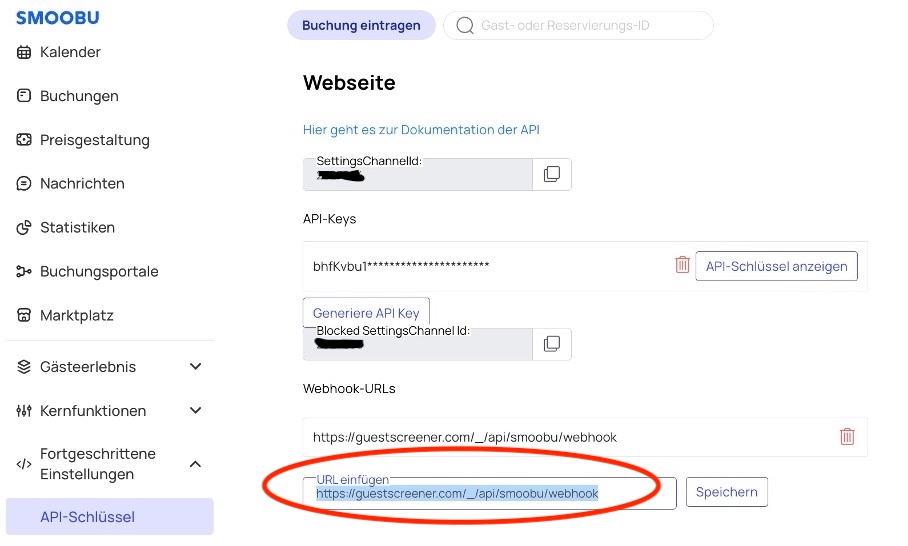 SMOOBU
Kalender
Buchungen
Preisgestaltung
Nachrichten
Statistiken
Buchungsportale
Marktplatz
Gästeerlebnis
Kernfunktionen
Fortgeschrittene
Einstellungen
API-Schlüssel
Buchung eintragen
Gast- oder Reservierungs-ID
Webseite
Hier geht es zur Dokumentation der API
SettingsChannelId:
API-Keys
bhfKvbu1**********************
API-Schlüssel anzeigen
Generiere API Key
Blocked SettingsChannel Id:
Webhook-URLs
https://guestscreener.com/_/api/smoobu/webhook
URL einfügen
https://guestscreener.com/_/api/smoobu/webhook
Speichern